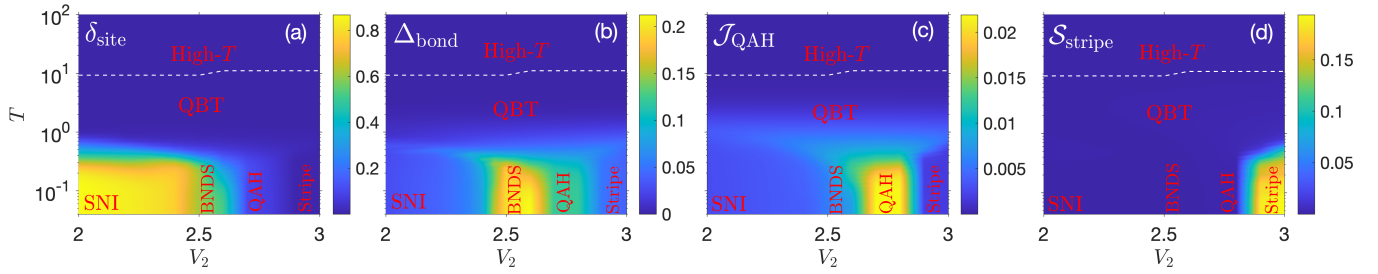 δ_site (a)
High-T
QBT
SNI
BNDS
QAH
Stripe
10^2
10^1
10^0
10^-1
T
2 2.5 3
V_2
0.8
0.6
0.4
0.2
Δ_bond (b)
High-T
QBT
BNDS
QAH
Stripe
2 2.5 3
V_2
0.2
0.15
0.1
0.05
0
𝒥_QAH (c)
High-T
QBT
BNDS
QAH
Stripe
SNI
2 2.5 3
V_2
0.02
0.015
0.01
0.005
𝒮_stripe (d)
High-T
QBT
SNI
BNDS
QAH
Stripe
2 2.5 3
V_2
0.15
0.1
0.05